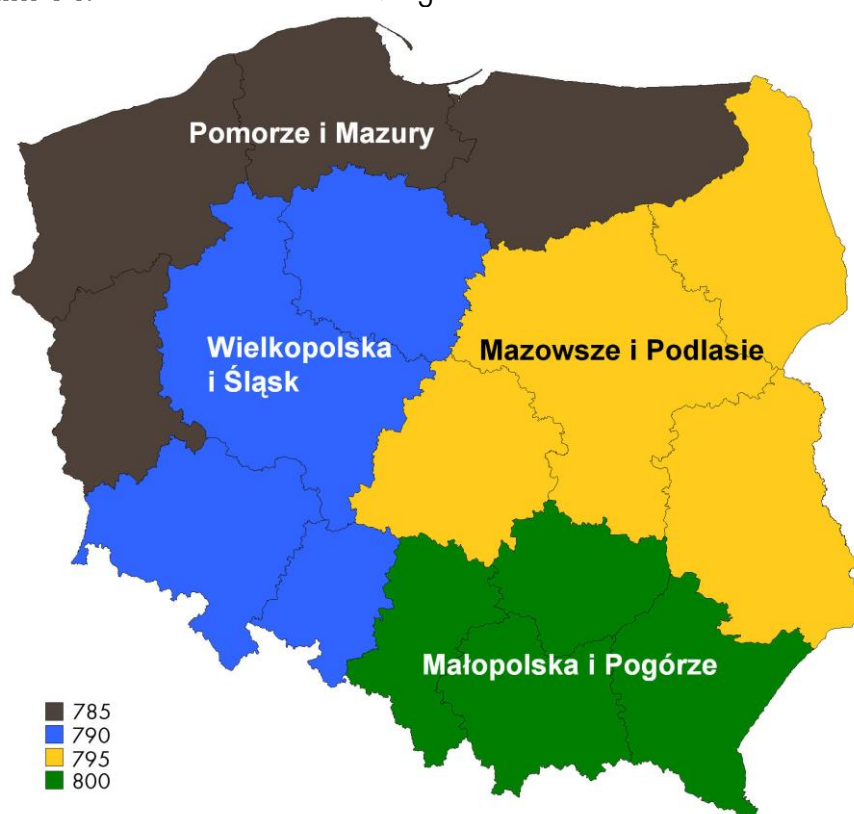 Pomorze i Mazury
Wielkopolska
i Śląsk
Mazowsze i Podlasie
Małopolska i Pogórze
785
790
795
800